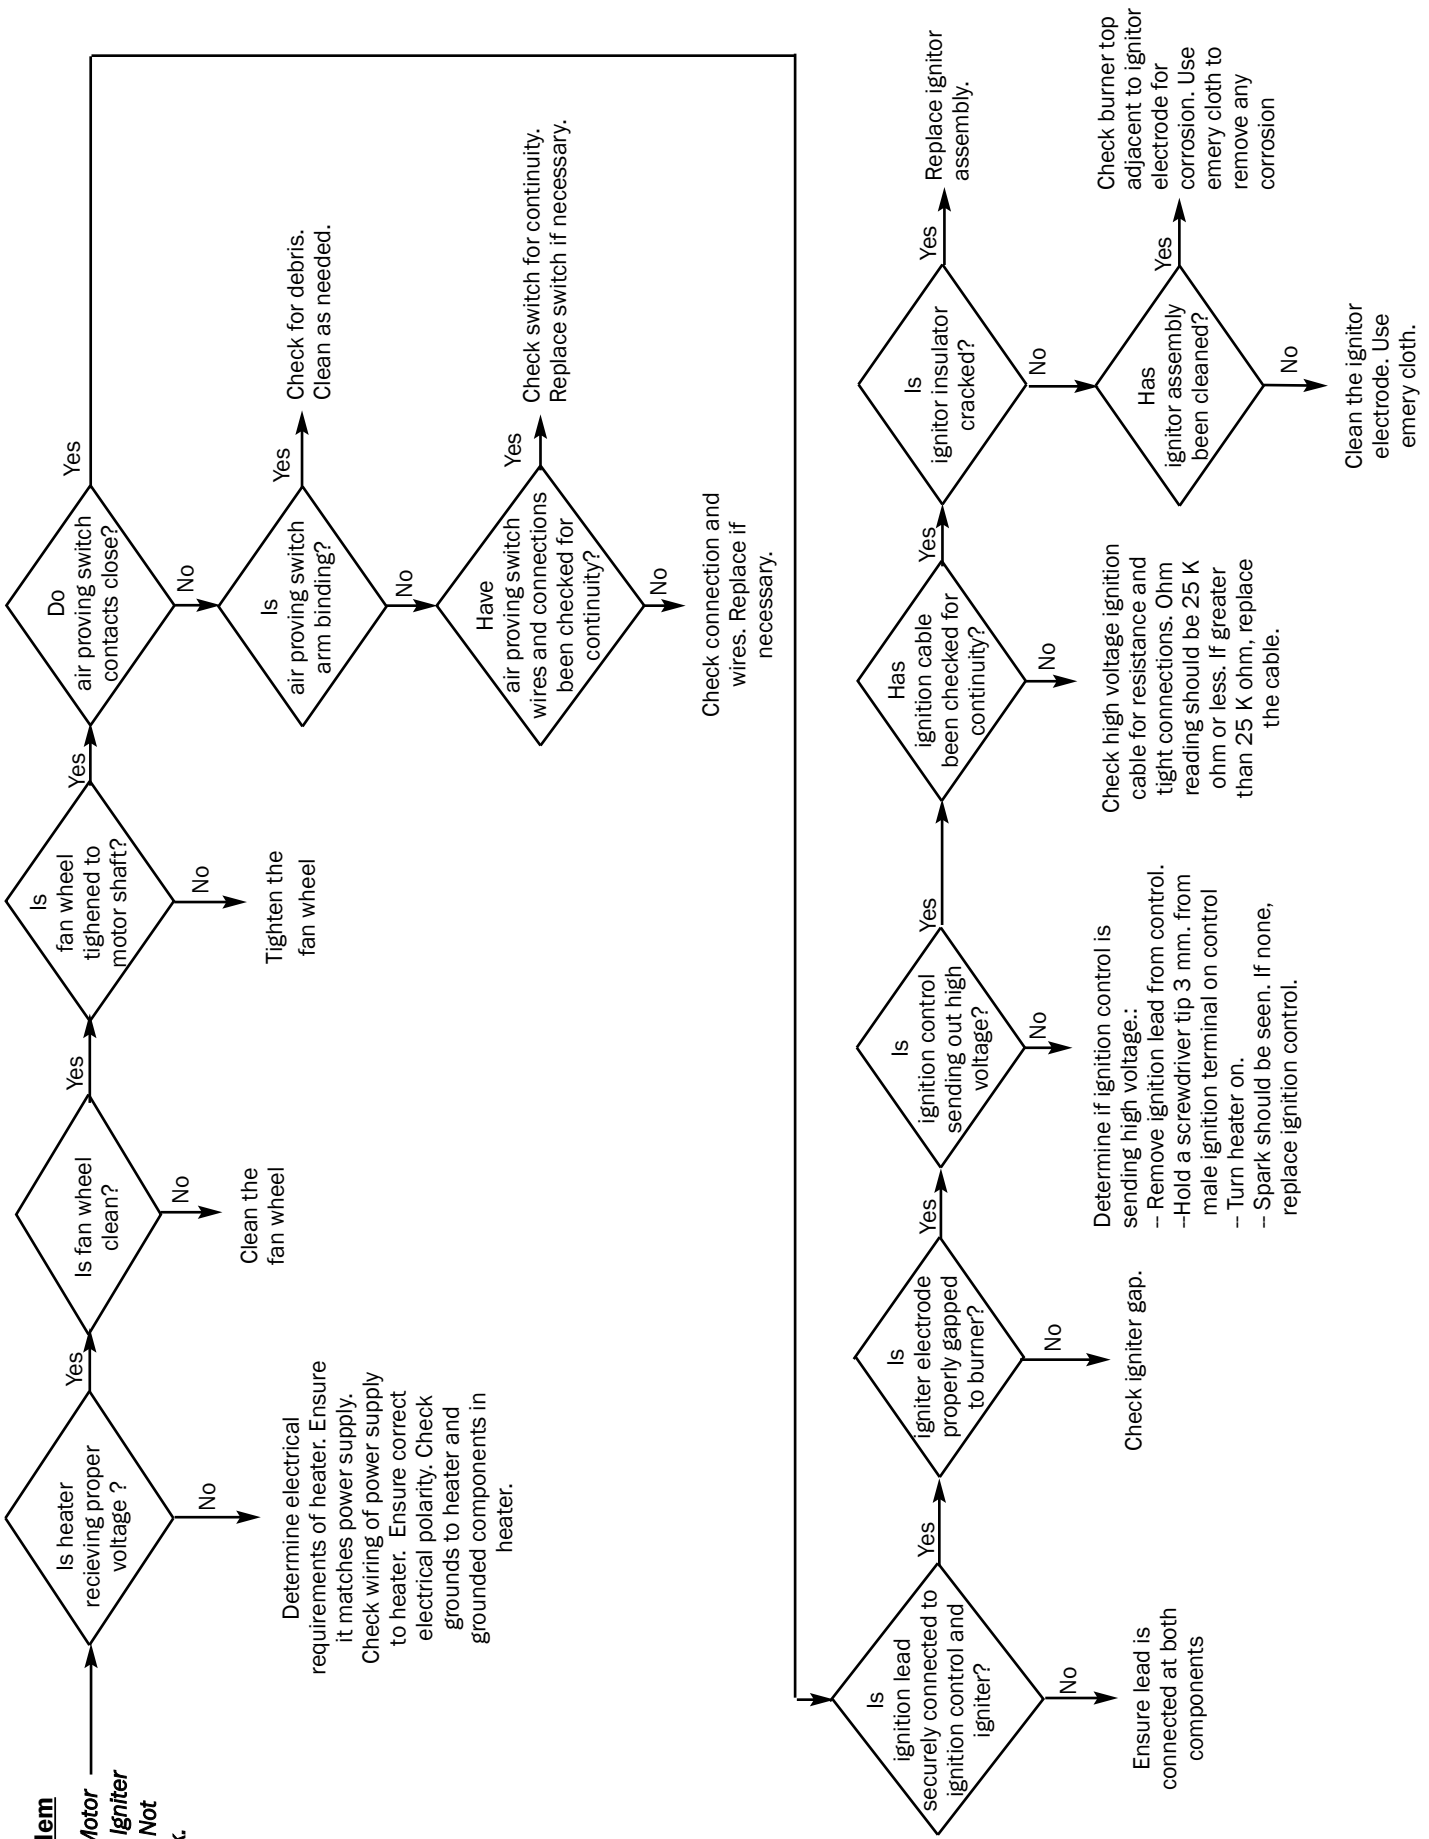 lem
Motor
Igniter
Not
k.
Is heater
recieving proper
voltage ?
Yes
No
Determine electrical
requirements of heater. Ensure
it matches power supply.
Check wiring of power supply
to heater. Ensure correct
electrical polarity. Check
grounds to heater and
grounded components in
heater.
Is fan wheel
clean?
Yes
No
Clean the
fan wheel
Is
fan wheel
tighened to
motor shaft?
Yes
No
Tighten the
fan wheel
Do
air proving switch
contacts close?
Yes
No
Is
air proving switch
arm binding?
Yes
Check for debris.
Clean as needed.
No
Have
air proving switch
wires and connections
been checked for
continuity?
Yes
Check switch for continuity.
Replace switch if necessary.
No
Check connection and
wires. Replace if
necessary.
Is
ignition lead
securely connected to
ignition control and
igniter?
Yes
No
Ensure lead is
connected at both
components
Is
igniter electrode
properly gapped
to burner?
Yes
No
Check igniter gap.
Is
ignition control
sending out high
voltage?
Yes
No
Determine if ignition control is
sending high voltage.:
-- Remove ignition lead from control.
--Hold a screwdriver tip 3 mm. from
male ignition terminal on control
-- Turn heater on.
-- Spark should be seen. If none,
replace ignition control.
Has
ignition cable
been checked for
continuity?
Yes
No
Check high voltage ignition
cable for resistance and
tight connections. Ohm
reading should be 25 K
ohm or less. If greater
than 25 K ohm, replace
the cable.
Is
ignitor insulator
cracked?
Yes
Replace ignitor
assembly.
No
Has
ignitor assembly
been cleaned?
Yes
Check burner top
adjacent to ignitor
electrode for
corrosion. Use
emery cloth to
remove any
corrosion
No
Clean the ignitor
electrode. Use
emery cloth.